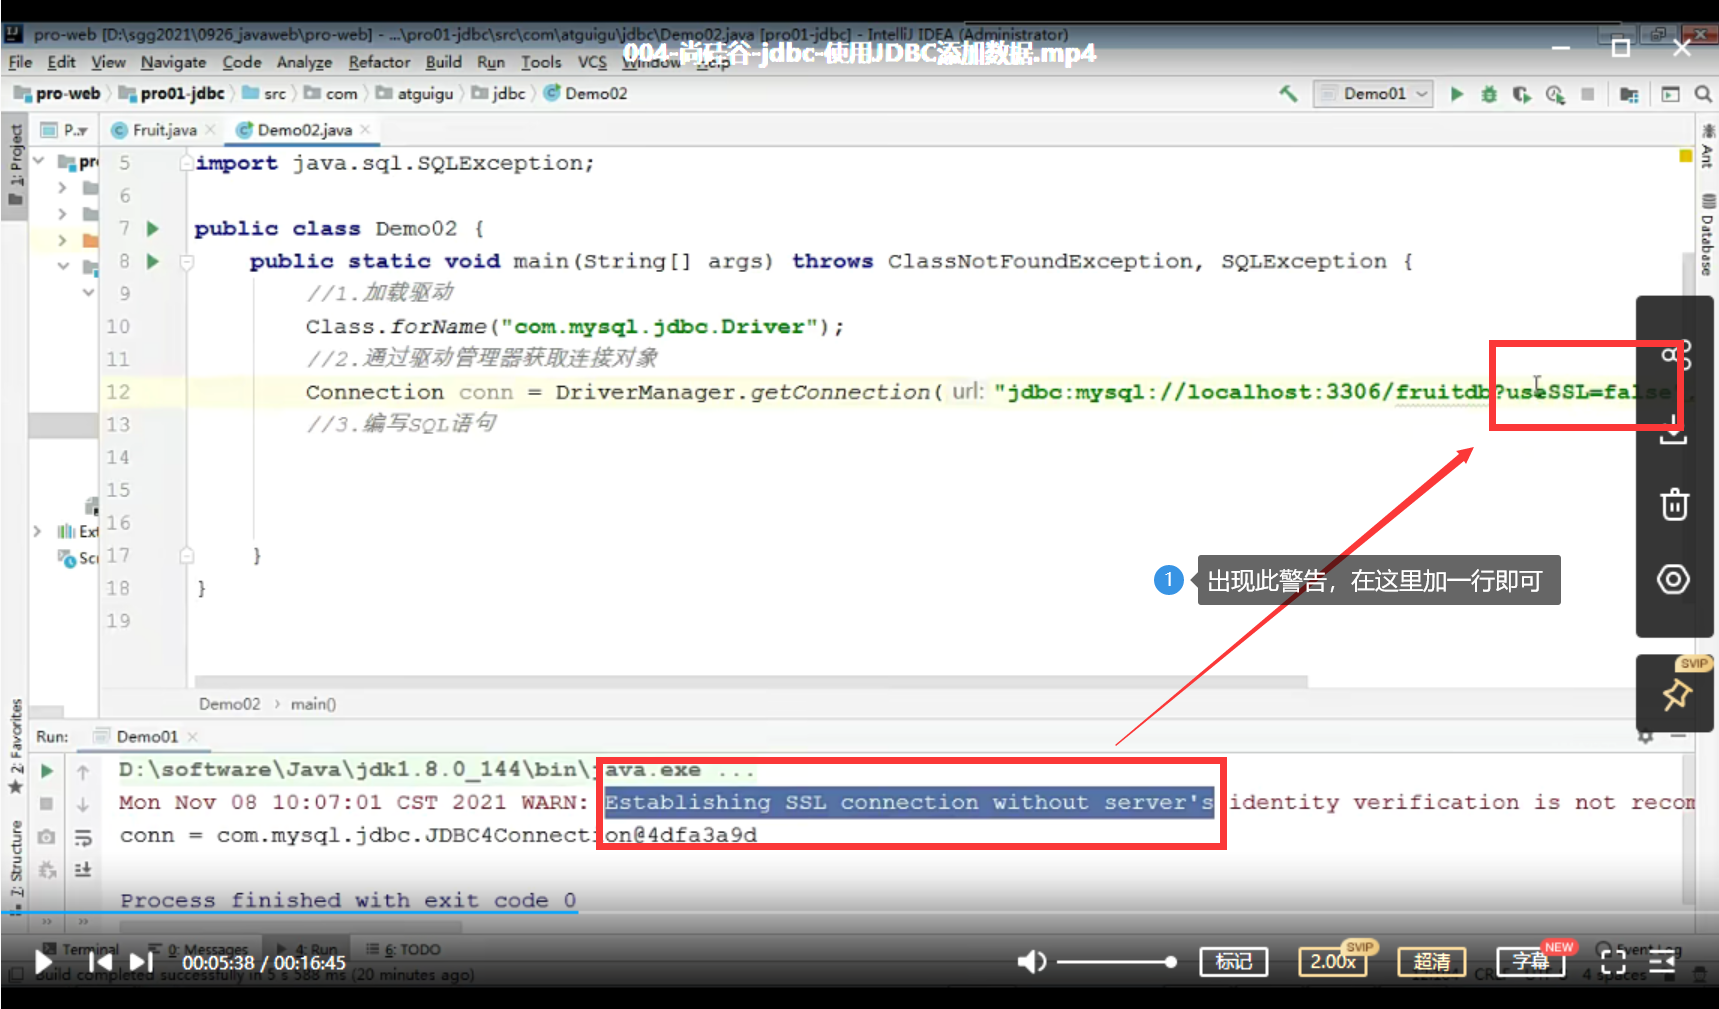 pro-web [D:\sgg2021\0926_javaweb\pro-web] - ...\pro01-jdbc\src\com\atguigu\jdbc\Demo02.java [pro01-jdbc] - IntelliJ IDEA (Administrator)
004-尚硅谷-jdbc-使用JDBC添加数据.mp4
File Edit View Navigate Code Analyze Refactor Build Run Tools VCS Window Help
pro-web pro01-jdbc src com atguigu jdbc Demo02 Demo01
1: Project
P.. Fruit.java Demo02.java
Ant
Database
5 import java.sql.SQLException;
6
7 public class Demo02 {
8 public static void main(String[] args) throws ClassNotFoundException, SQLException {
9 //1.加载驱动
10 Class.forName("com.mysql.jdbc.Driver");
11 //2.通过驱动管理器获取连接对象
12 Connection conn = DriverManager.getConnection( url: "jdbc:mysql://localhost:3306/fruitdb?useSSL=false",
13 //3.编写SQL语句
14
15
16
17 }
18 }
19
pro
Ext
Scr
1 出现此警告，在这里加一行即可
SVIP
Demo02 > main()
2: Favorites
7: Structure
Run: Demo01
D:\software\Java\jdk1.8.0_144\bin\java.exe ...
Mon Nov 08 10:07:01 CST 2021 WARN: Establishing SSL connection without server's identity verification is not recom
conn = com.mysql.jdbc.JDBC4Connection@4dfa3a9d
Process finished with exit code 0
Terminal 0: Messages 4: Run 6: TODO Event Log
00:05:38 / 00:16:45 标记 2.00x SVIP 超清 字幕 NEW
Build completed successfully in 5 s 588 ms (20 minutes ago) 4 spaces